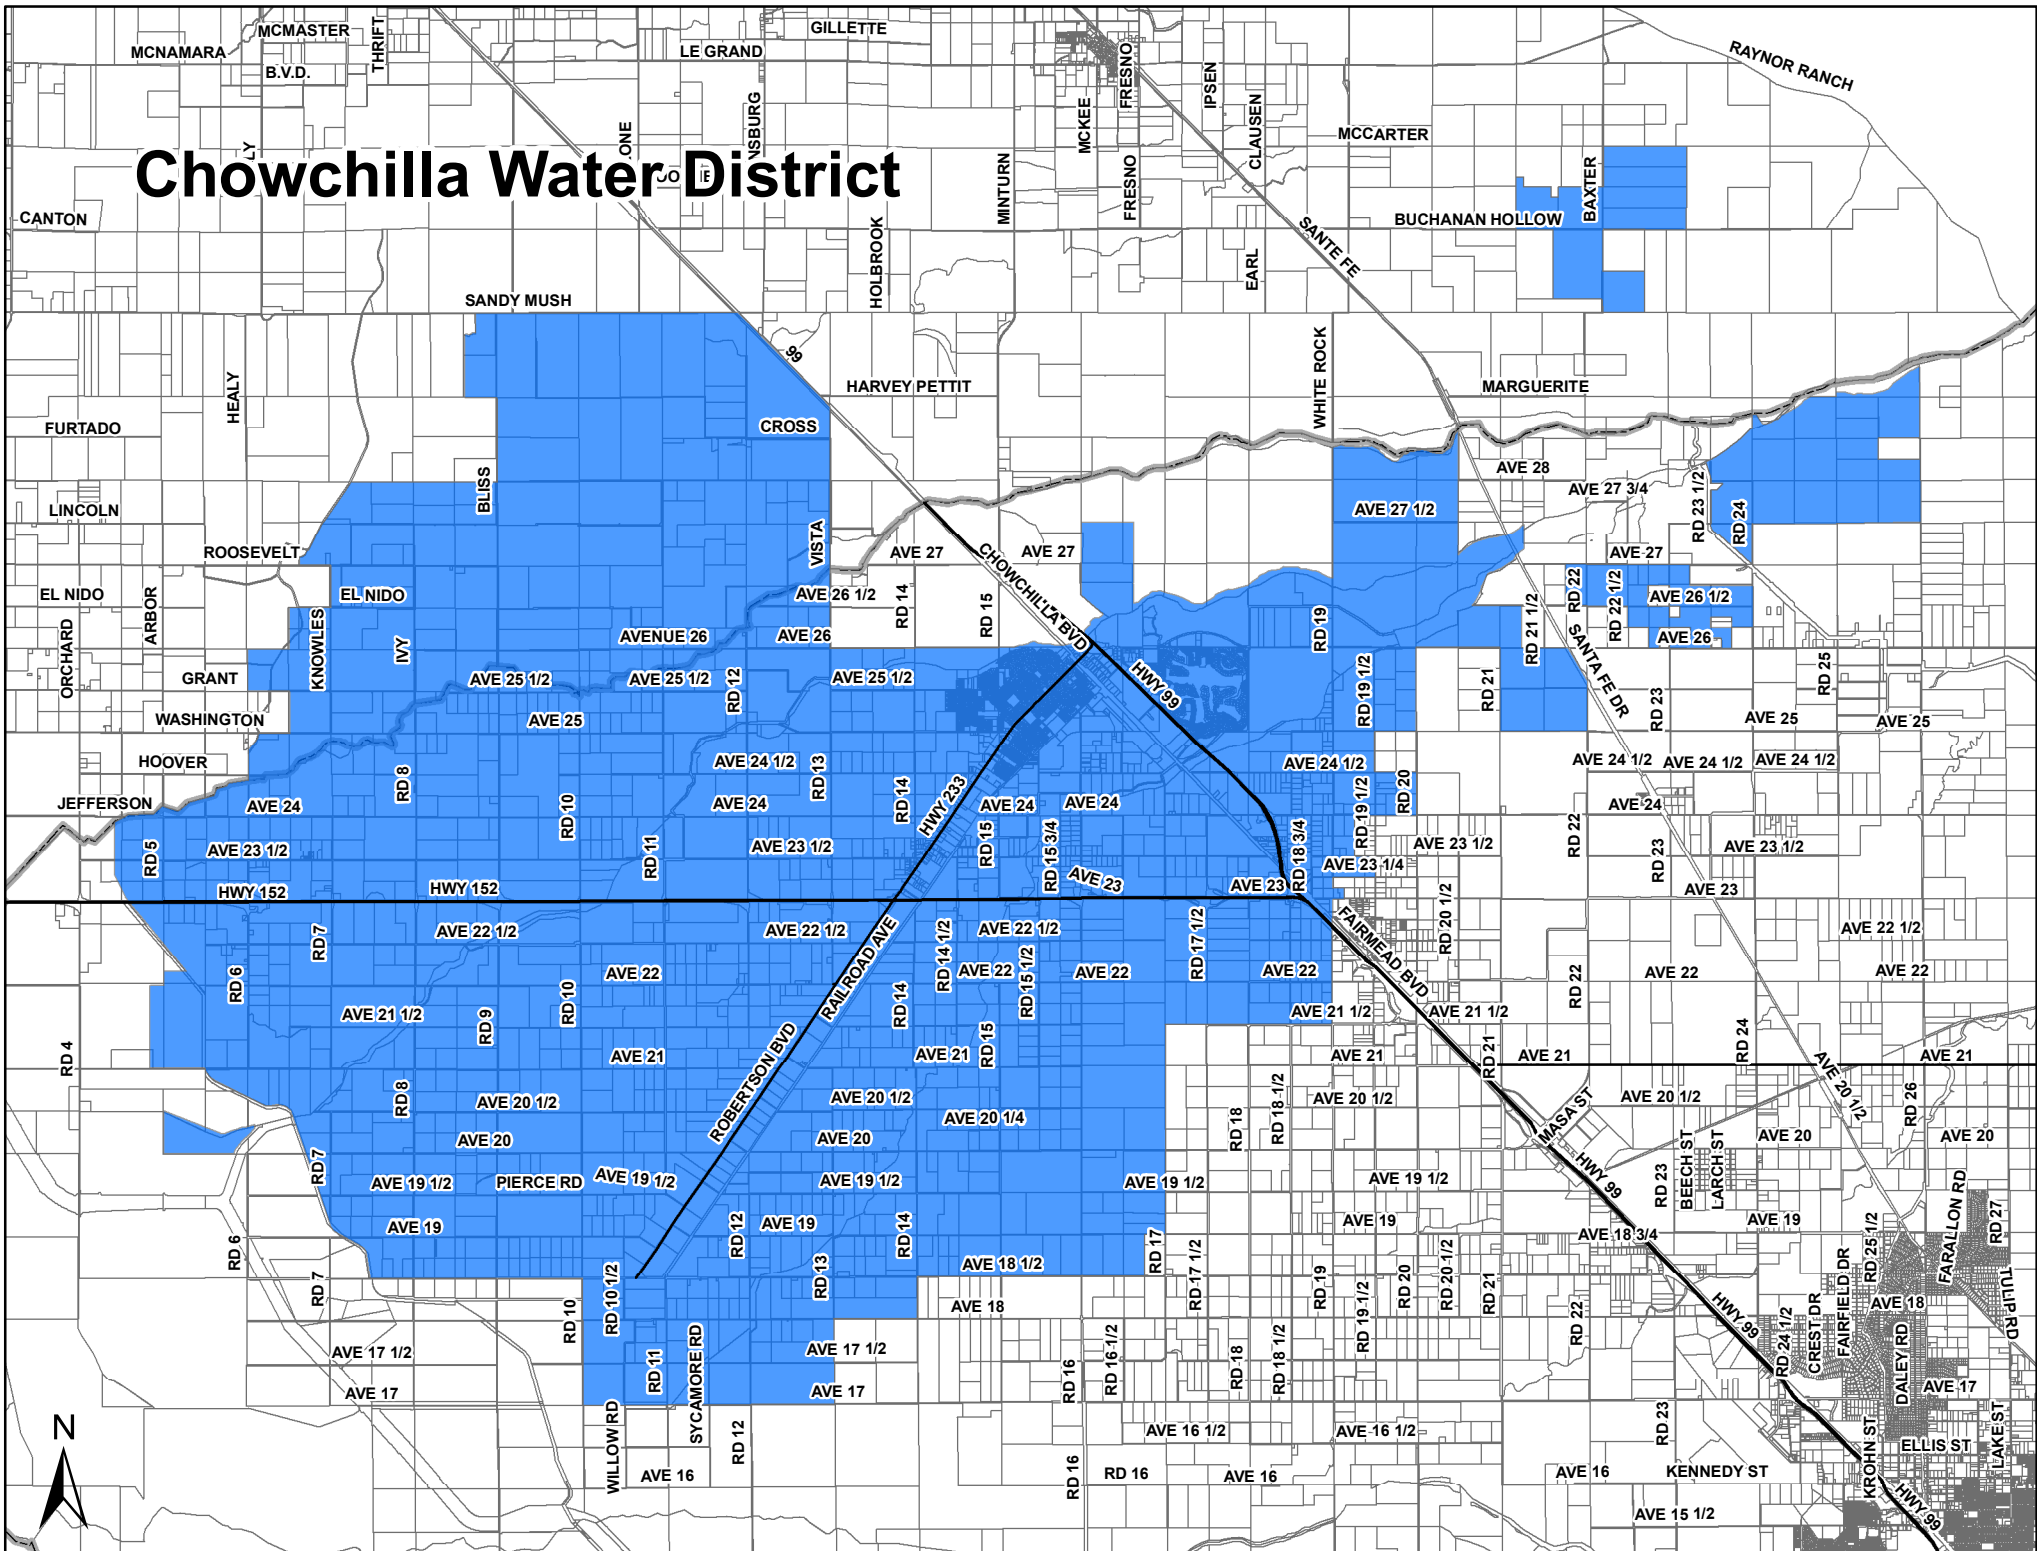 MCNAMARA
MCMASTER
THRIFT
B.V.D.
LE GRAND
GILLETTE
FRESNO
IPSEN
RAYNOR RANCH
MCKEE
CLAUSEN
MCCARTER
Chowchilla Water District
CANTON
HOLBROOK
MINTURN
FRESNO
EARL
SANTE FE
BUCHANAN HOLLOW
BAXTER
SANDY MUSH
99
HARVEY PETTIT
WHITE ROCK
MARGUERITE
HEALY
FURTADO
CROSS
BLISS
LINCOLN
ROOSEVELT
VISTA
AVE 27
CHOWCHILLA BVD
AVE 27
AVE 27 1/2
AVE 28
AVE 27 3/4
RD 23 1/2
RD 24
AVE 27
EL NIDO
ARBOR
EL NIDO
KNOWLES
IVY
AVENUE 26
AVE 26 1/2
AVE 26
RD 14
RD 15
RD 19
RD 22
RD 22 1/2
AVE 26 1/2
AVE 26
ORCHARD
GRANT
WASHINGTON
HOOVER
JEFFERSON
AVE 25 1/2
AVE 25 1/2
RD 12
AVE 25 1/2
AVE 25
HWY 99
RD 19 1/2
RD 21
RD 21 1/2
SANTA FE DR
RD 23
RD 25
AVE 25
AVE 25
AVE 24
RD 8
RD 10
AVE 24 1/2
RD 13
AVE 24
RD 14
HWY 233
AVE 24
AVE 24
AVE 24 1/2
RD 19 1/2
RD 20
AVE 24 1/2
AVE 24 1/2
AVE 24 1/2
AVE 24
RD 5
AVE 23 1/2
RD 11
AVE 23 1/2
RD 15
RD 15 3/4
AVE 23
AVE 23
RD 18 3/4
AVE 23 1/4
AVE 23 1/2
RD 22
RD 23
AVE 23 1/2
AVE 23
HWY 152
HWY 152
RD 7
AVE 22 1/2
AVE 22 1/2
RAILROAD AVE
RD 14 1/2
AVE 22 1/2
RD 17 1/2
FAIRMEAD BVD
RD 20 1/2
AVE 22 1/2
RD 6
AVE 22
AVE 22
RD 15 1/2
AVE 22
AVE 22
RD 22
AVE 22
AVE 22
AVE 21 1/2
RD 9
RD 10
RD 14
AVE 21 1/2
AVE 21 1/2
RD 4
AVE 21
ROBERTSON BVD
AVE 21
RD 15
AVE 21
RD 21
AVE 21
RD 24
AVE 20 1/2
AVE 21
RD 8
AVE 20 1/2
AVE 20 1/2
AVE 20 1/4
RD 18
RD 18 1/2
AVE 20 1/2
MASA ST
AVE 20 1/2
RD 26
AVE 20
AVE 20
AVE 20
AVE 20
RD 7
AVE 19 1/2
PIERCE RD
AVE 19 1/2
AVE 19 1/2
AVE 19 1/2
AVE 19 1/2
HWY 99
RD 23
BEECH ST
LARCH ST
FARALLON RD
RD 27
AVE 19
RD 12
AVE 19
RD 14
AVE 19
AVE 18 3/4
AVE 19
RD 25 1/2
RD 6
RD 7
RD 10
RD 10 1/2
RD 13
AVE 18 1/2
RD 17
RD 17 1/2
RD 19
RD 19 1/2
RD 20
RD 20 1/2
RD 21
RD 22
HWY 99
FAIRFIELD DR
TULIP RD
AVE 18
AVE 18
RD 24 1/2
CREST DR
AVE 17 1/2
RD 11
SYCAMORE RD
AVE 17 1/2
RD 16
RD 16 1/2
RD 18
RD 18 1/2
DALEY RD
AVE 17
AVE 17
AVE 17
N
WILLOW RD
RD 12
AVE 16 1/2
AVE 16 1/2
RD 23
KROHN ST
ELLIS ST
LAKE ST
AVE 16
RD 16
RD 16
AVE 16
AVE 16
KENNEDY ST
HWY 99
AVE 15 1/2